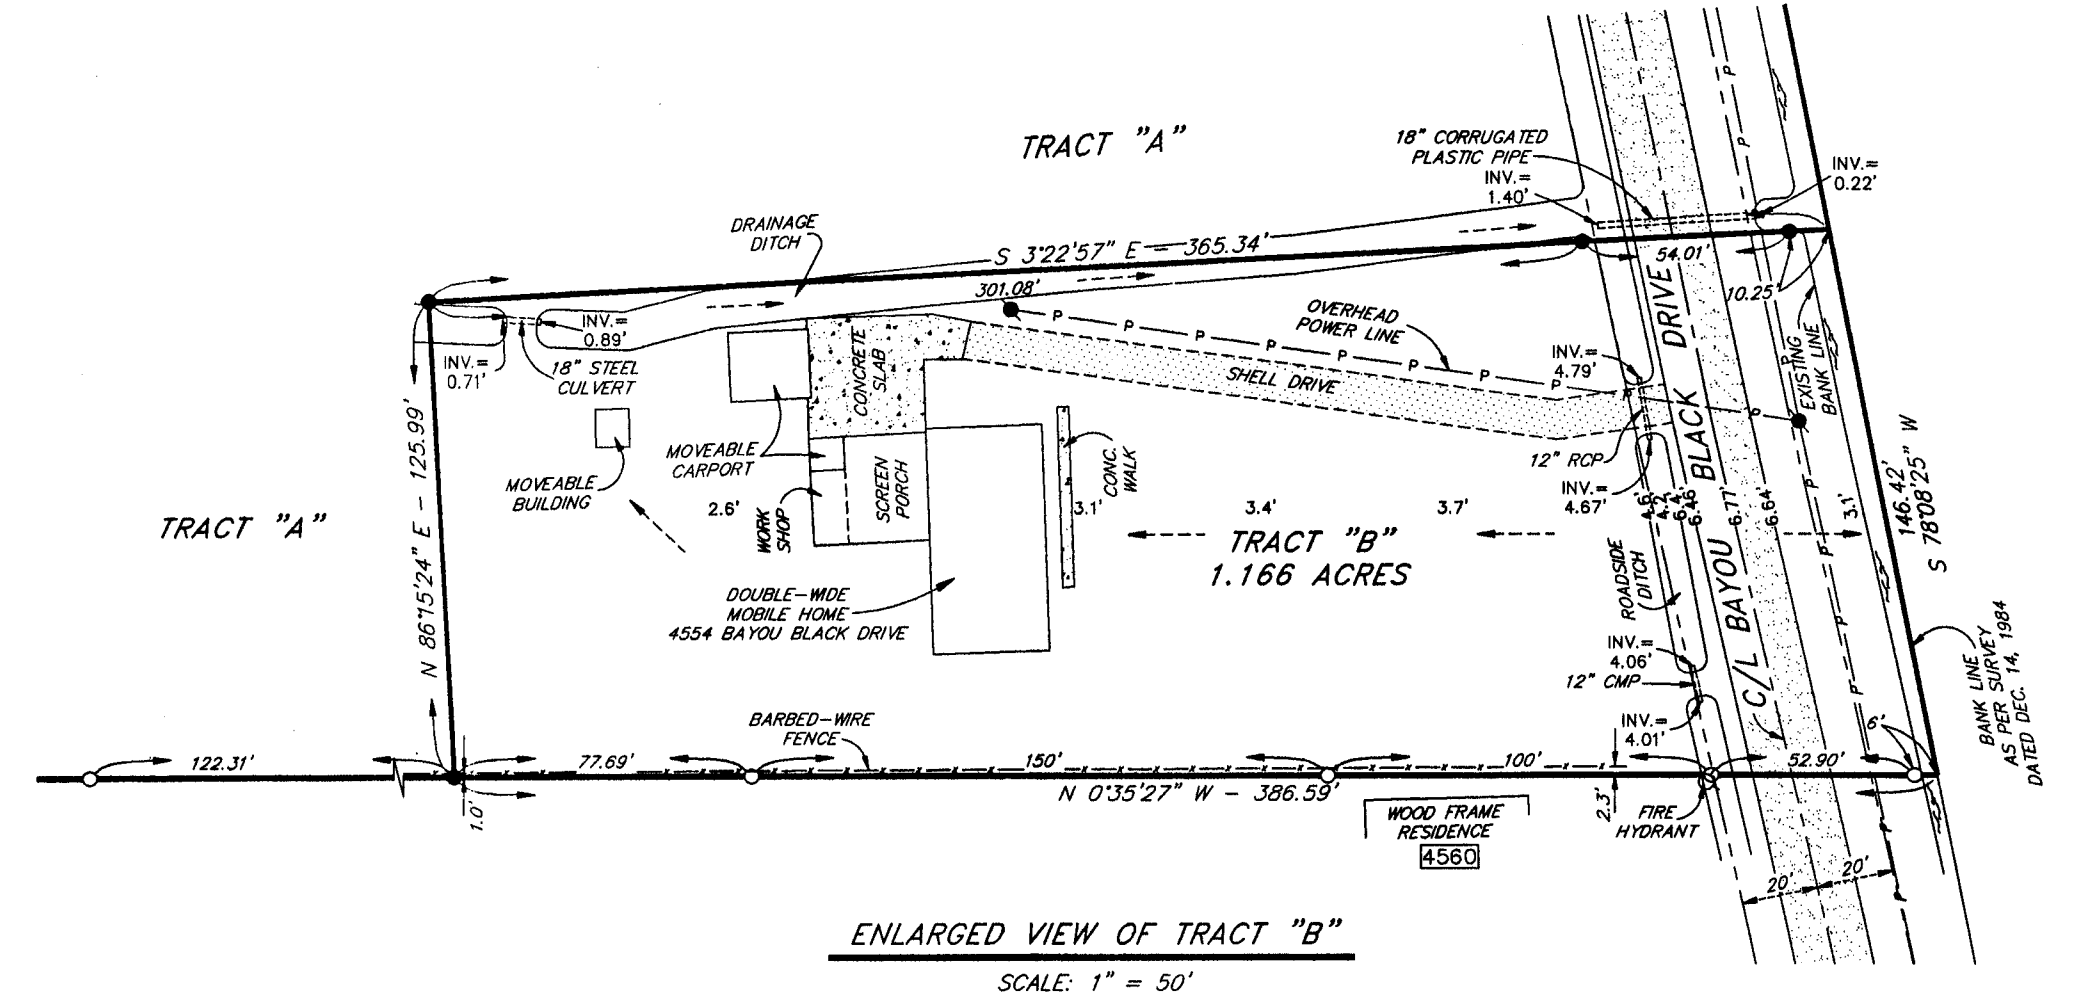 TRACT "A"
18" CORRUGATED
PLASTIC PIPE
INV.=
1.40'
INV.=
0.22'
DRAINAGE
DITCH
S 3°22'57" E - 365.34'
54.01'
10.25'
301.08'
OVERHEAD
POWER LINE
INV.=
0.89'
INV.=
0.71'
18" STEEL
CULVERT
CONCRETE
SLAB
SHELL DRIVE
INV.=
4.79'
EXISTING
BANK LINE
N 86°15'24" E - 125.99'
MOVEABLE
CARPORT
MOVEABLE
BUILDING
SCREEN
PORCH
WORK
SHOP
CONC.
WALK
12" RCP
INV.=
4.67'
TRACT "A"
2.6'
3.1'
3.4'
3.7'
4.6'
4.2'
6.4'
6.46'
6.77'
6.64'
3.1'
146.42'
S 78°08'25" W
TRACT "B"
1.166 ACRES
DOUBLE-WIDE
MOBILE HOME
4554 BAYOU BLACK DRIVE
ROADSIDE
DITCH
C/L BAYOU BLACK DRIVE
INV.=
4.06'
12" CMP
INV.=
4.01'
BANK LINE
AS PER SURVEY
DATED DEC. 14, 1984
BARBED-WIRE
FENCE
122.31'
77.69'
150'
100'
52.90'
6'
N 0°35'27" W - 386.59'
1.0'
2.3'
WOOD FRAME
RESIDENCE
4560
FIRE
HYDRANT
20'
20'
P P P P P P P P P P P
P P P P P P P P P
ENLARGED VIEW OF TRACT "B"
SCALE: 1" = 50'